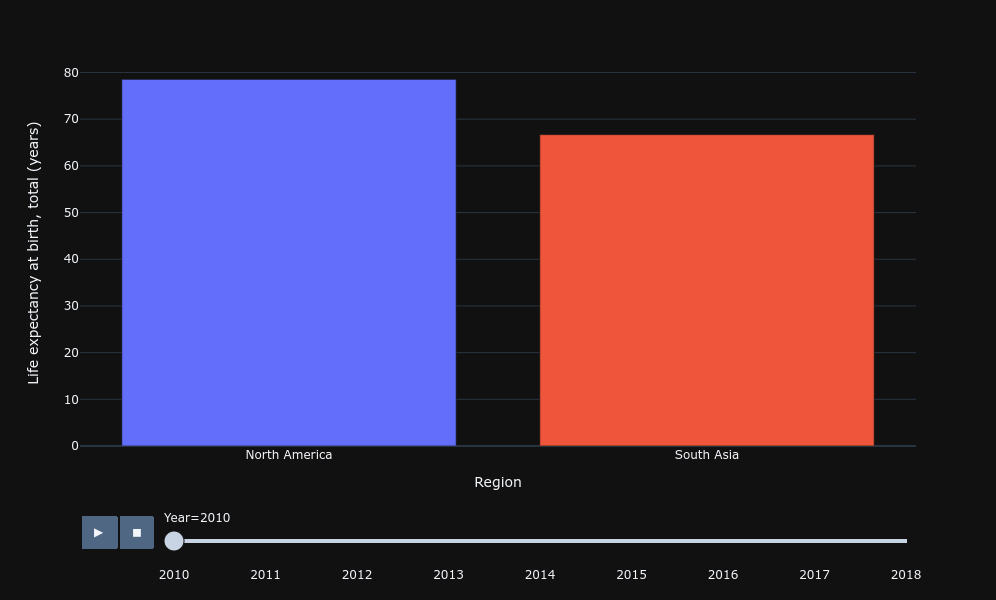 80
70
60
50
40
30
20
10
0
Life expectancy at birth, total (years)
North America
South Asia
Region
Year=2010
2010 2011 2012 2013 2014 2015 2016 2017 2018